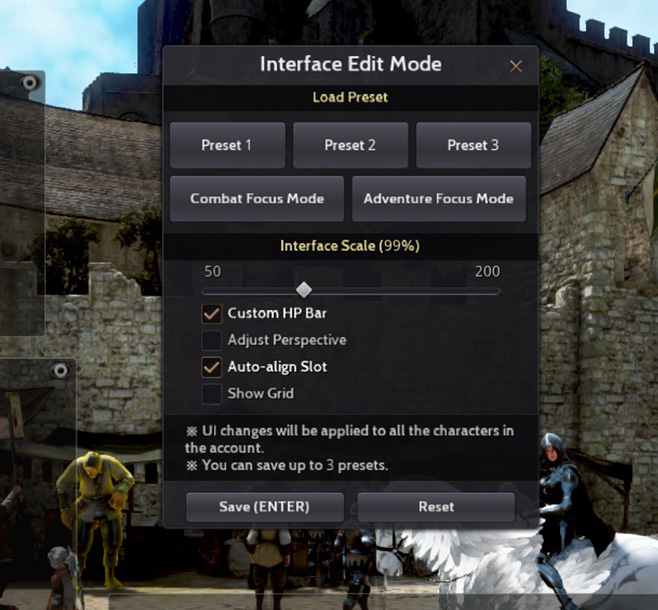 Interface Edit Mode
Load Preset
Preset 1 Preset 2 Preset 3
Combat Focus Mode Adventure Focus Mode
Interface Scale (99%)
50 200
Custom HP Bar
Adjust Perspective
Auto-align Slot
Show Grid
※ UI changes will be applied to all the characters in
the account.
※ You can save up to 3 presets.
Save (ENTER) Reset